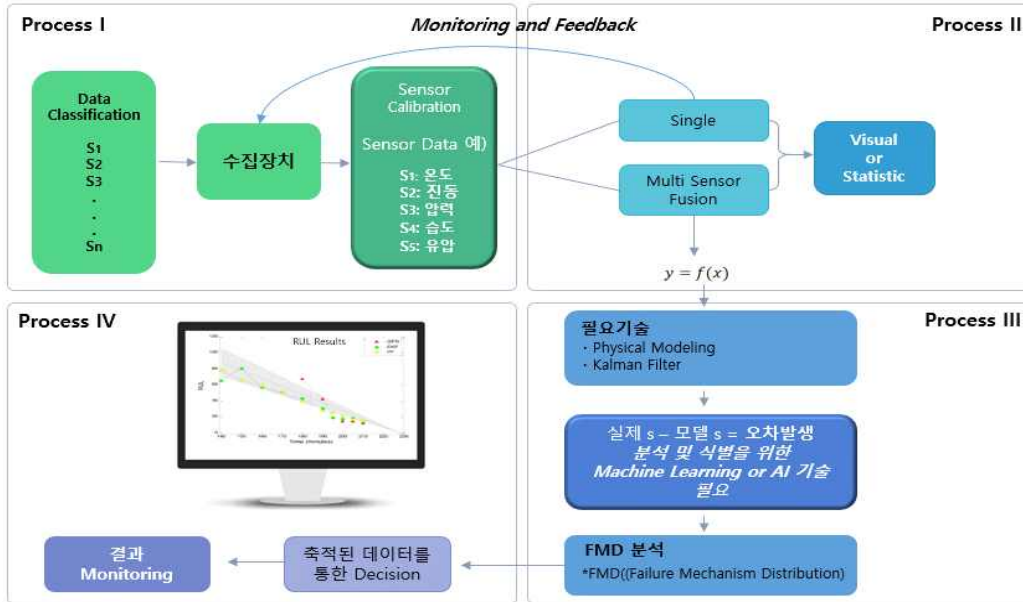 Process I
Monitoring and Feedback
Process II
Data
Classification
S1
S2
S3
.
.
.
Sn
수집장치
Sensor
Calibration
Sensor Data 예)
S1: 온도
S2: 진동
S3: 압력
S4: 습도
S5: 유압
Single
Multi Sensor
Fusion
Visual
or
Statistic
y = f(x)
Process III
필요기술
· Physical Modeling
· Kalman Filter
실제 s – 모델 s = 오차발생
분석 및 식별을 위한
Machine Learning or AI 기술
필요
FMD 분석
*FMD((Failure Mechanism Distribution)
Process IV
RUL Results
RUL
축적된 데이터를
통한 Decision
결과
Monitoring